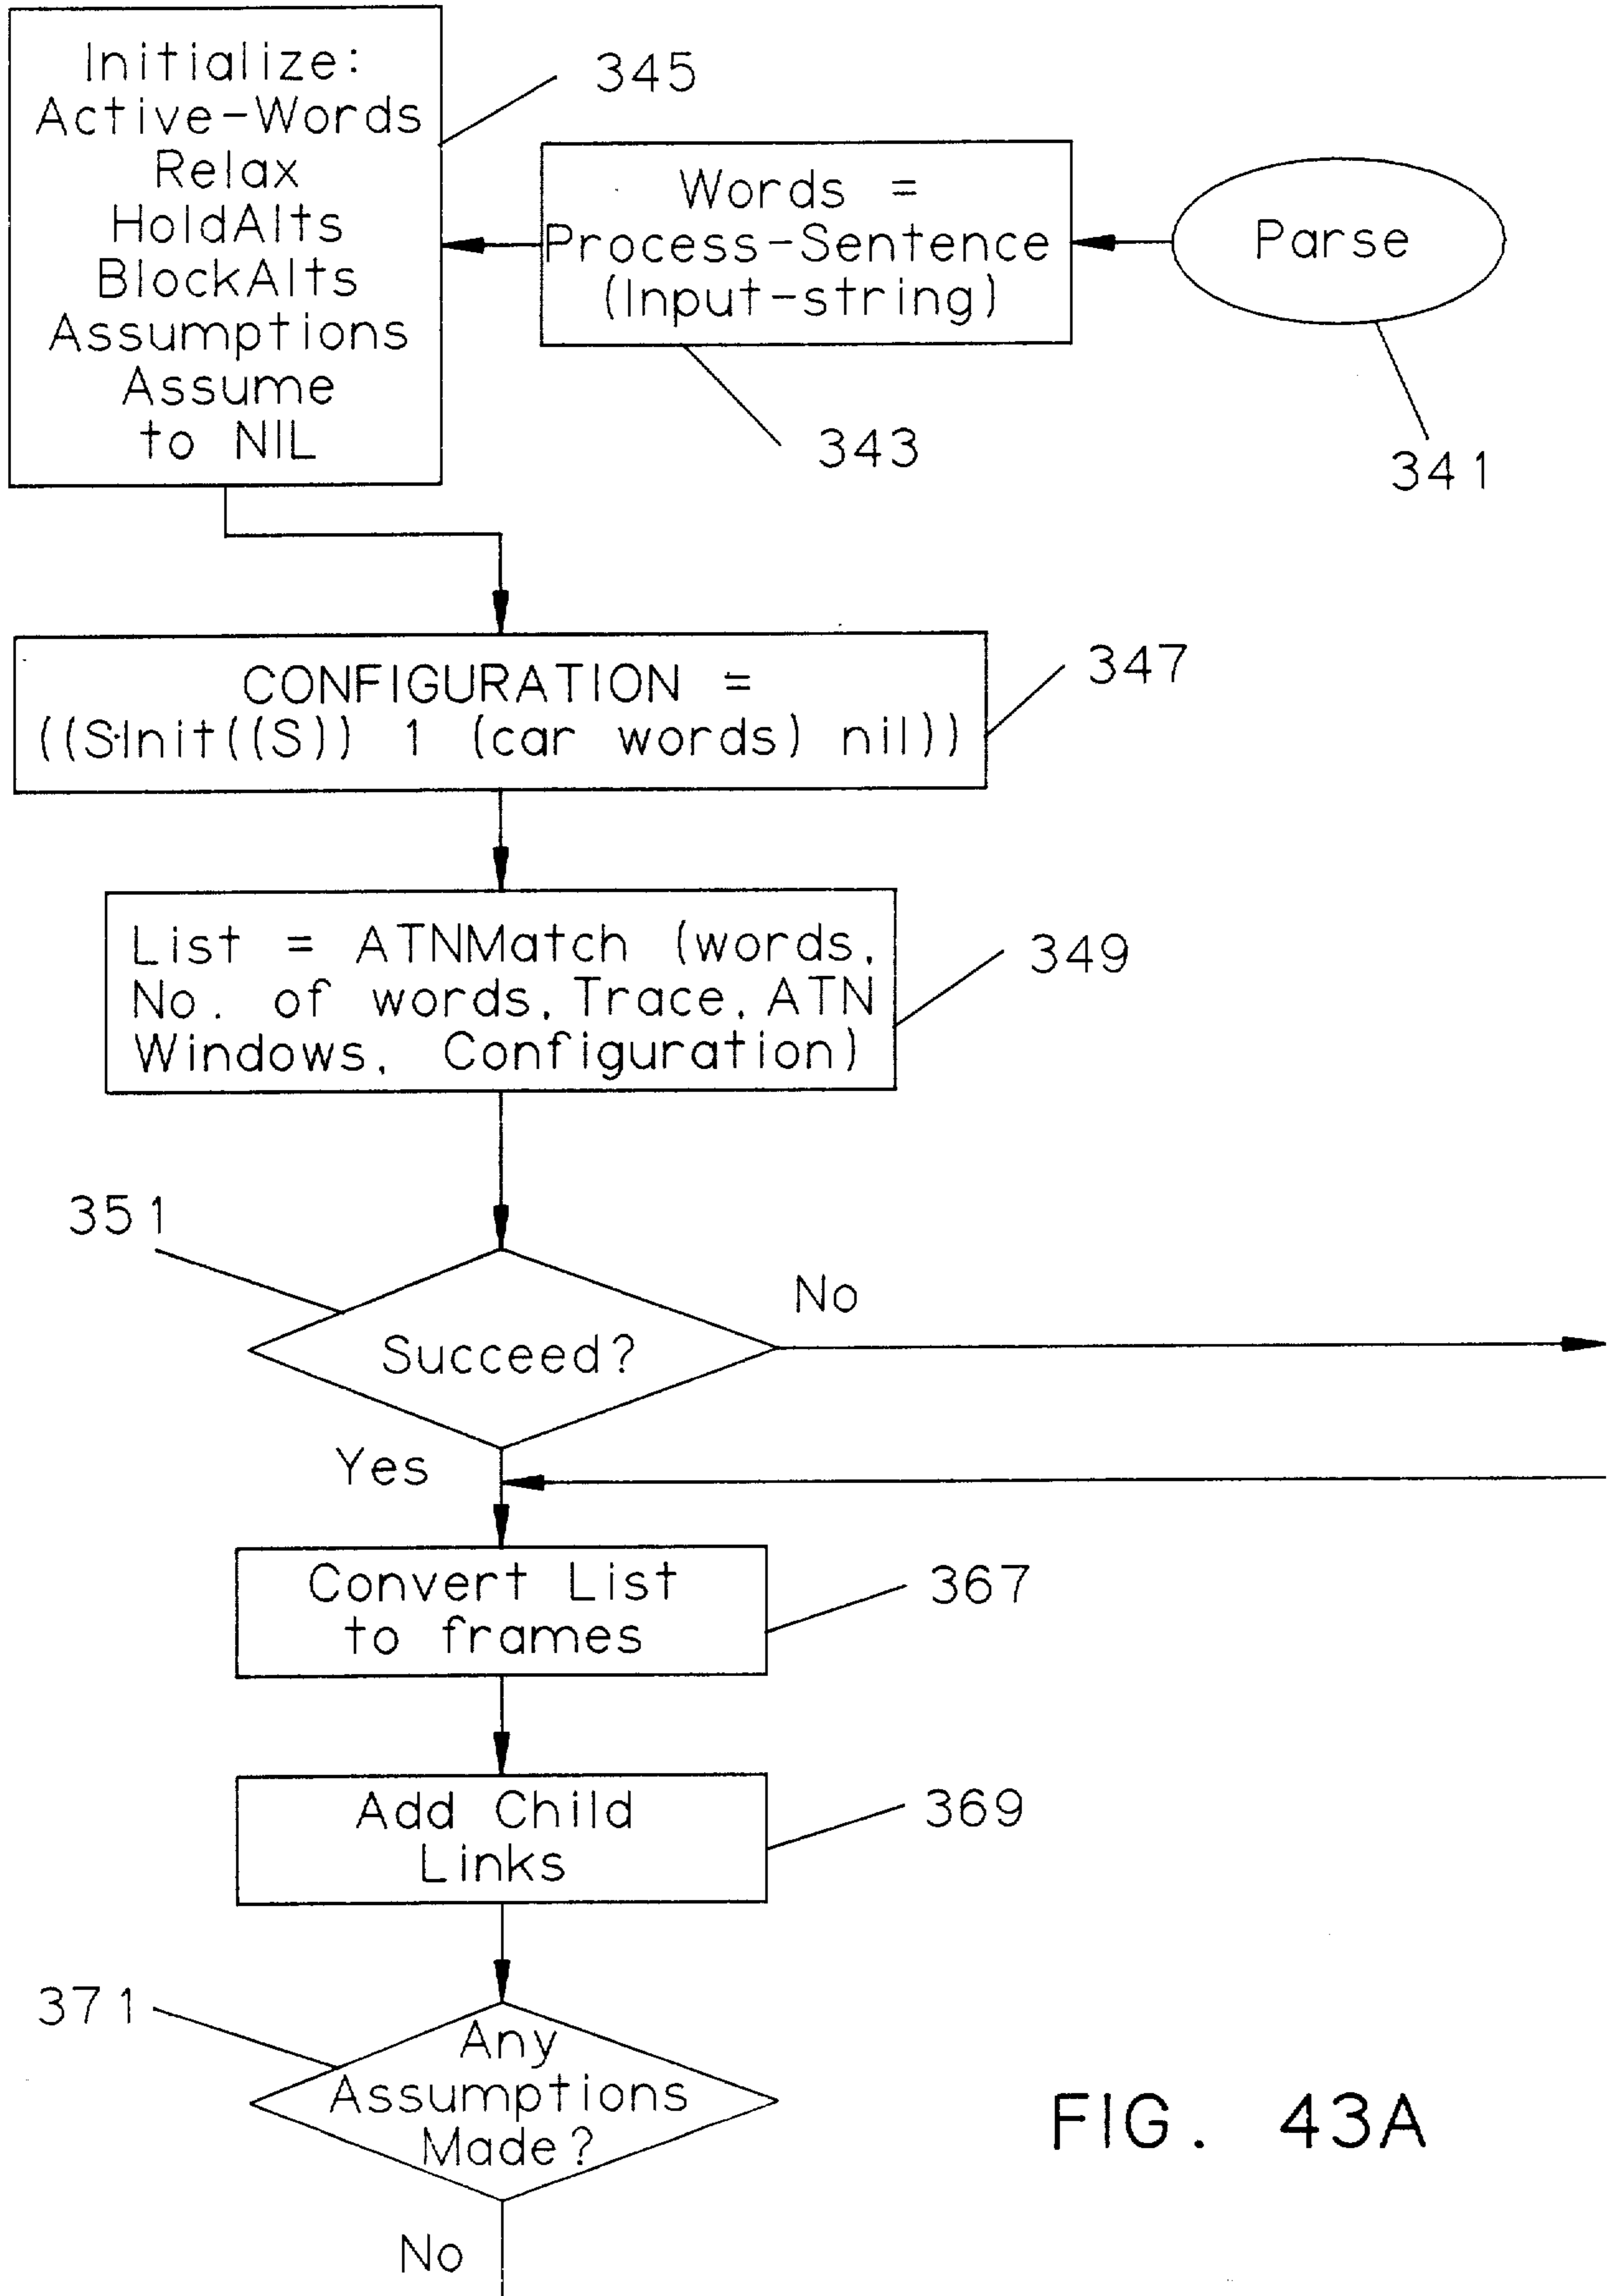 Initialize:
Active-Words
Relax
HoldAlts
BlockAlts
Assumptions
Assume
to NIL
345
Words =
Process-Sentence
(Input-string)
343
Parse
341
CONFIGURATION =
((S·Init((S)) 1 (car words) nil))
347
List = ATNMatch (words,
No. of words, Trace, ATN
Windows, Configuration)
349
351
Succeed?
No
Yes
Convert List
to frames
367
Add Child
Links
369
371
Any
Assumptions
Made?
No
FIG. 43A